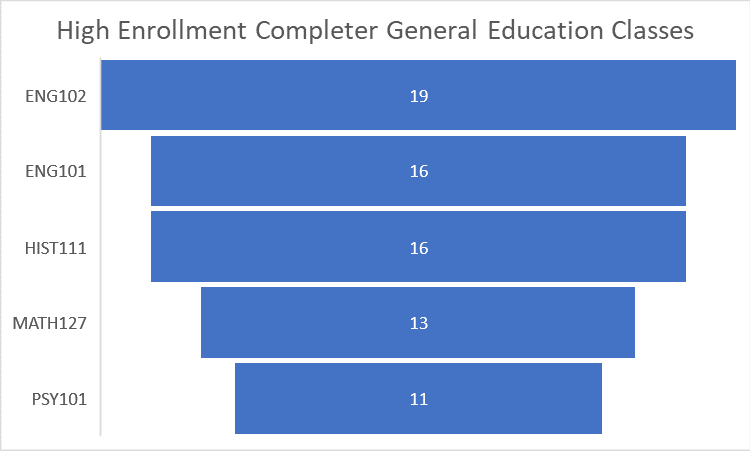 High Enrollment Completer General Education Classes
ENG102 19
ENG101 16
HIST111 16
MATH127 13
PSY101 11